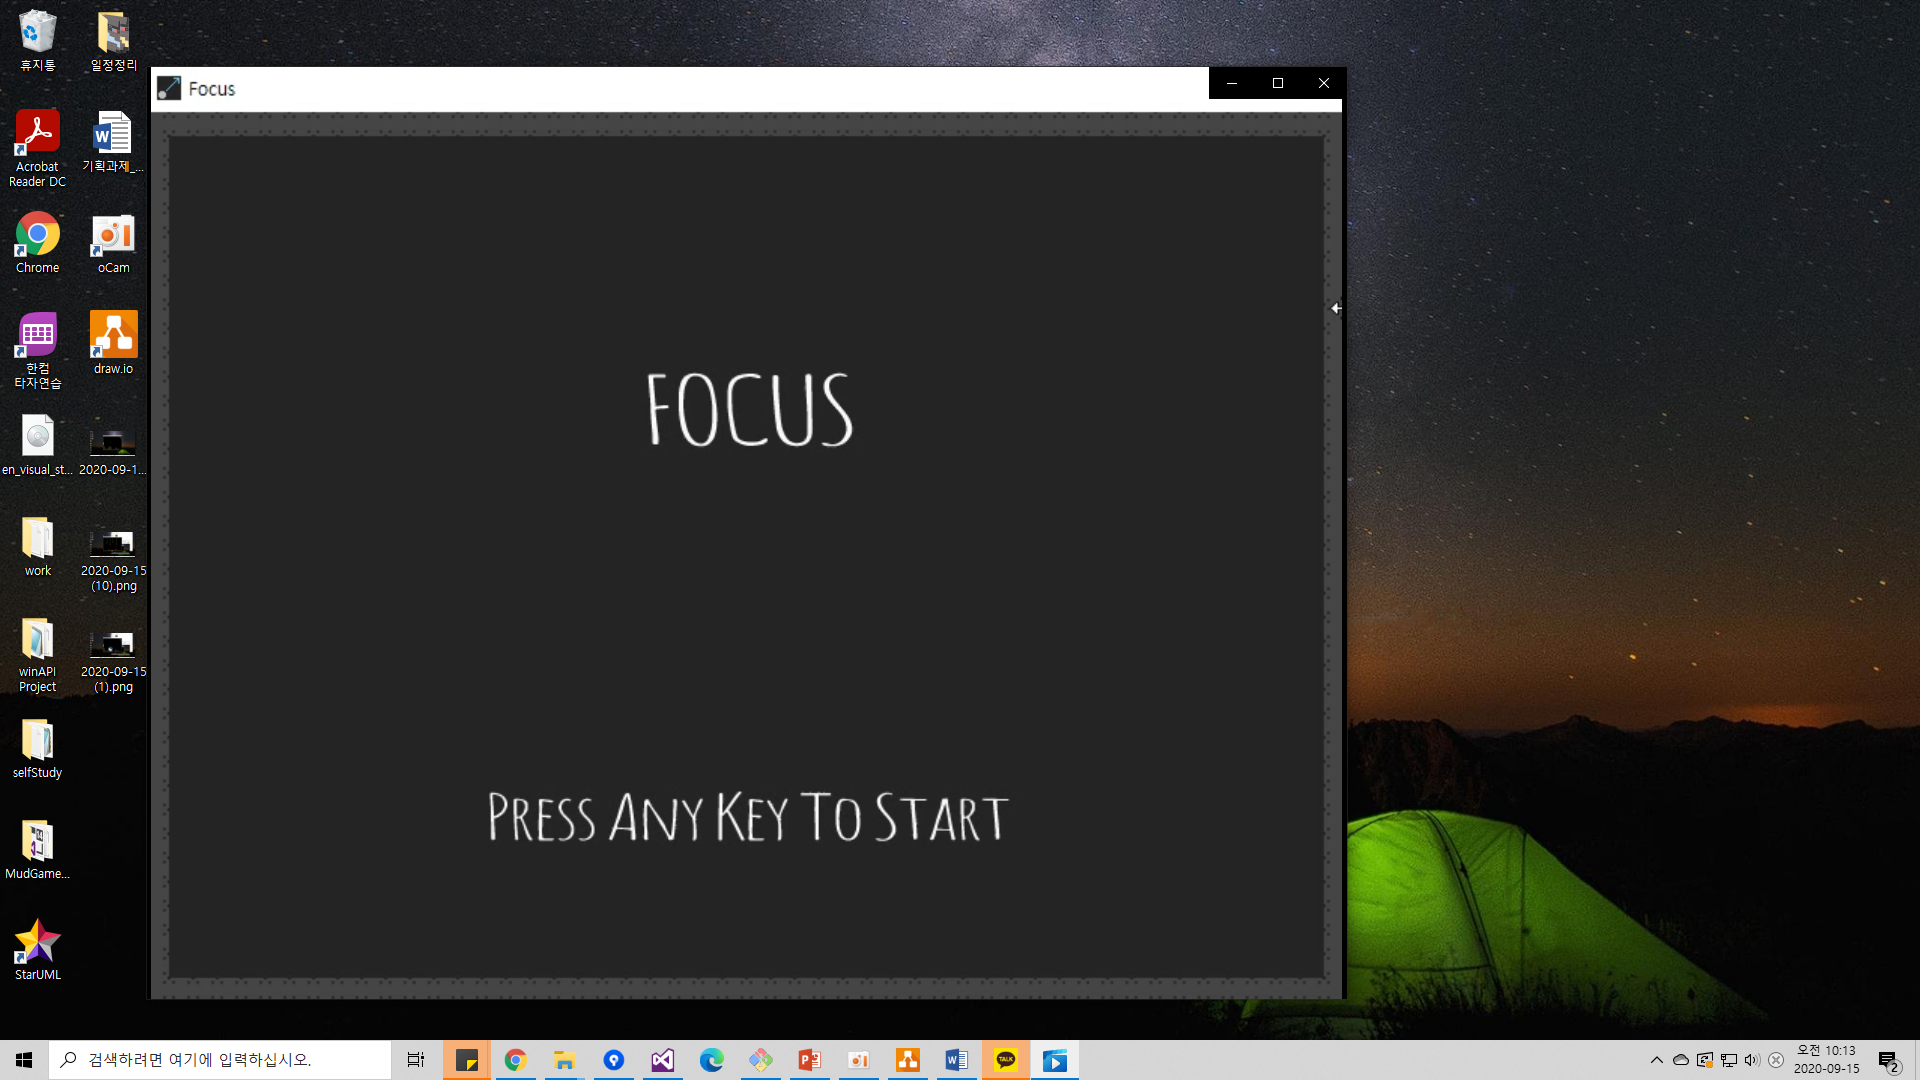 휴지통
일정정리
Acrobat
Reader DC
기획과제_...
Chrome
oCam
한컴
타자연습
draw.io
en_visual_st...
2020-09-1...
work
2020-09-15
(10).png
winAPI
Project
2020-09-15
(1).png
selfStudy
MudGame...
StarUML
Focus
FOCUS
PRESS ANY KEY TO START
검색하려면 여기에 입력하십시오.
TALK
오전 10:13
2020-09-15
2